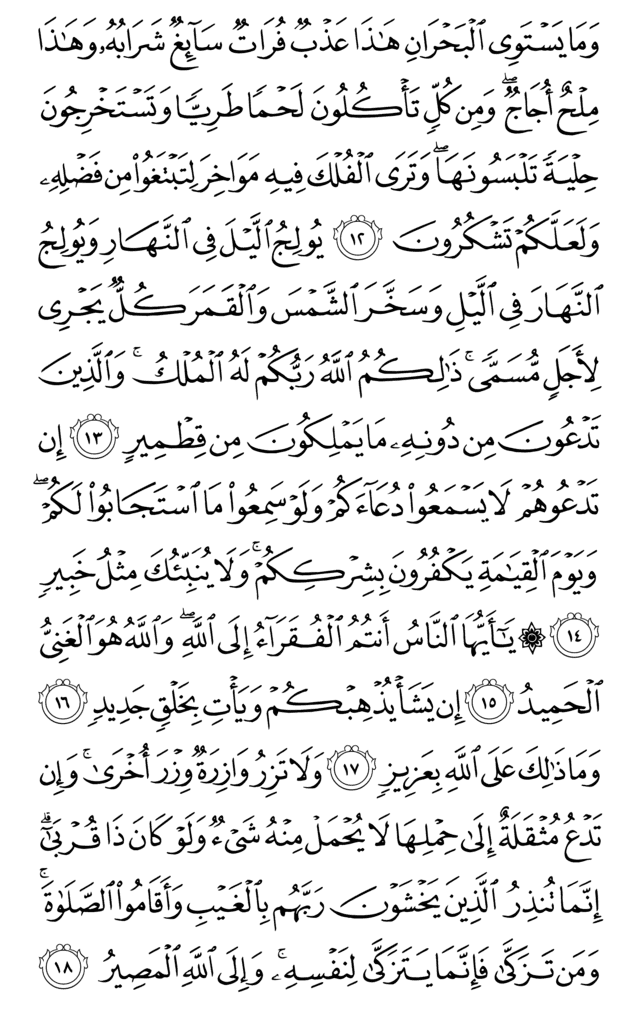 وَمَا يَسۡتَوِي ٱلۡبَحۡرَانِ هَٰذَا عَذۡبٞ فُرَاتٞ سَآئِغٞ شَرَابُهُۥ وَهَٰذَا
مِلۡحٌ أُجَاجٞۖ وَمِن كُلّٖ تَأۡكُلُونَ لَحۡمٗا طَرِيّٗا وَتَسۡتَخۡرِجُونَ
حِلۡيَةٗ تَلۡبَسُونَهَاۖ وَتَرَى ٱلۡفُلۡكَ فِيهِ مَوَاخِرَ لِتَبۡتَغُواْ مِن فَضۡلِهِۦ
وَلَعَلَّكُمۡ تَشۡكُرُونَ ١٢ يُولِجُ ٱلَّيۡلَ فِي ٱلنَّهَارِ وَيُولِجُ
ٱلنَّهَارَ فِي ٱلَّيۡلِ وَسَخَّرَ ٱلشَّمۡسَ وَٱلۡقَمَرَ كُلّٞ يَجۡرِي
لِأَجَلٖ مُّسَمّٗىۚ ذَٰلِكُمُ ٱللَّهُ رَبُّكُمۡ لَهُ ٱلۡمُلۡكُۚ وَٱلَّذِينَ
تَدۡعُونَ مِن دُونِهِۦ مَا يَمۡلِكُونَ مِن قِطۡمِيرٍ ١٣ إِن
تَدۡعُوهُمۡ لَا يَسۡمَعُواْ دُعَآءَكُمۡ وَلَوۡ سَمِعُواْ مَا ٱسۡتَجَابُواْ لَكُمۡۖ
وَيَوۡمَ ٱلۡقِيَٰمَةِ يَكۡفُرُونَ بِشِرۡكِكُمۡۚ وَلَا يُنَبِّئُكَ مِثۡلُ خَبِيرٖ
١٤ ۞ يَٰٓأَيُّهَا ٱلنَّاسُ أَنتُمُ ٱلۡفُقَرَآءُ إِلَى ٱللَّهِۖ وَٱللَّهُ هُوَ ٱلۡغَنِيُّ
ٱلۡحَمِيدُ ١٥ إِن يَشَأۡ يُذۡهِبۡكُمۡ وَيَأۡتِ بِخَلۡقٖ جَدِيدٖ ١٦
وَمَا ذَٰلِكَ عَلَى ٱللَّهِ بِعَزِيزٖ ١٧ وَلَا تَزِرُ وَازِرَةٞ وِزۡرَ أُخۡرَىٰۚ وَإِن
تَدۡعُ مُثۡقَلَةٌ إِلَىٰ حِمۡلِهَا لَا يُحۡمَلۡ مِنۡهُ شَيۡءٞ وَلَوۡ كَانَ ذَا قُرۡبَىٰٓۗ
إِنَّمَا تُنذِرُ ٱلَّذِينَ يَخۡشَوۡنَ رَبَّهُم بِٱلۡغَيۡبِ وَأَقَامُواْ ٱلصَّلَوٰةَۚ
وَمَن تَزَكَّىٰ فَإِنَّمَا يَتَزَكَّىٰ لِنَفۡسِهِۦۚ وَإِلَى ٱللَّهِ ٱلۡمَصِيرُ ١٨